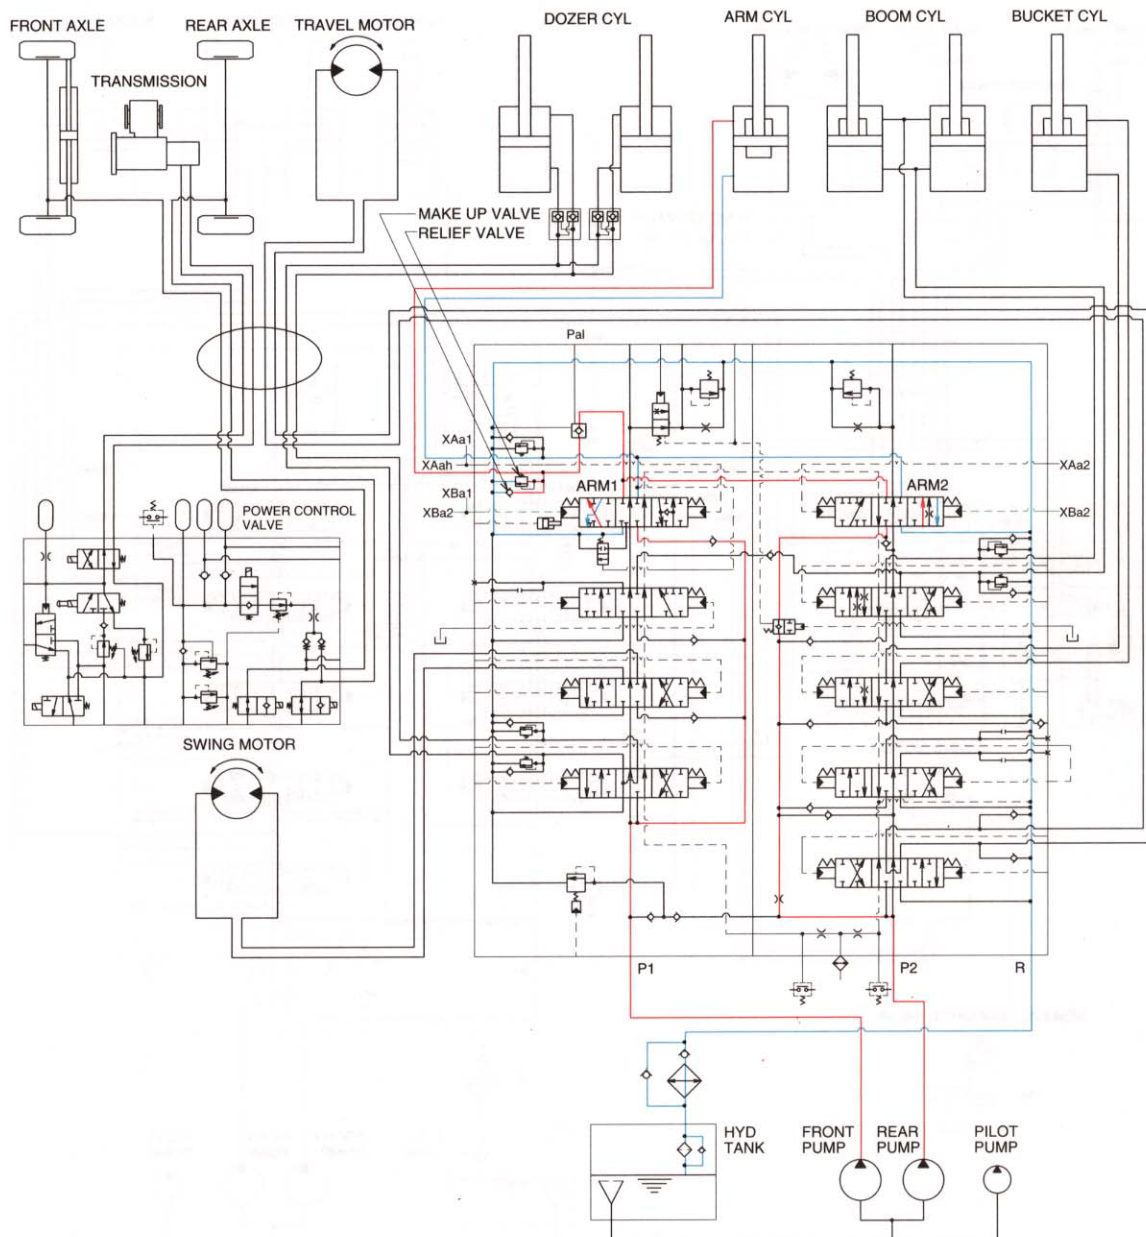 FRONT AXLE
REAR AXLE
TRAVEL MOTOR
DOZER CYL
ARM CYL
BOOM CYL
BUCKET CYL
TRANSMISSION
MAKE UP VALVE
RELIEF VALVE
Pal
XAa1
XAah
XAa2
XBa1
ARM1
ARM2
XBa2
XBa2
POWER CONTROL
VALVE
SWING MOTOR
P1
P2
R
HYD
TANK
FRONT
PUMP
REAR
PUMP
PILOT
PUMP